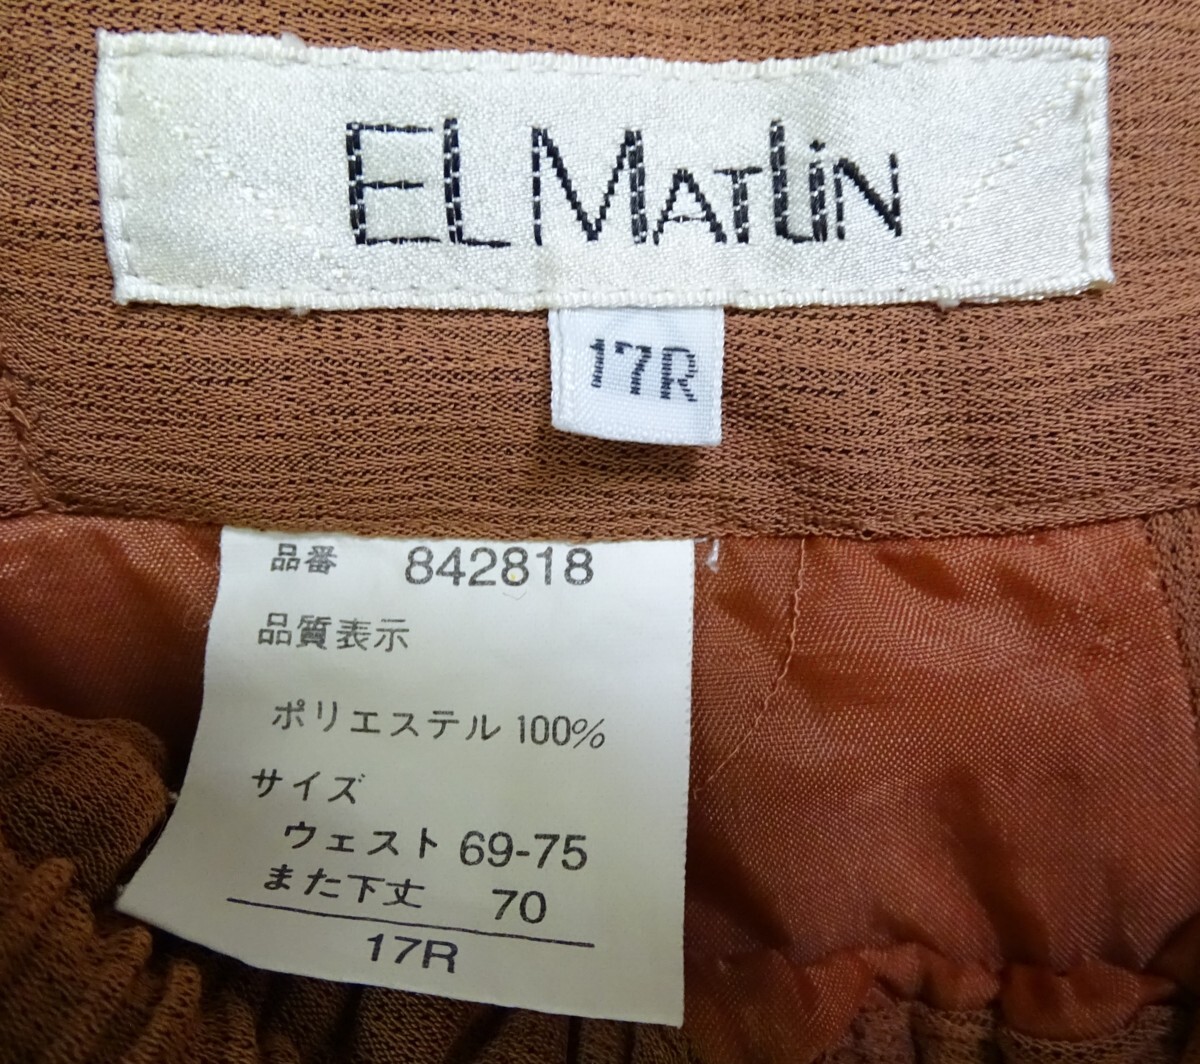 EL MATLIN
17R
品番 842818
品質表示
ポリエステル 100%
サイズ
ウェスト 69-75
また下丈 70
17R